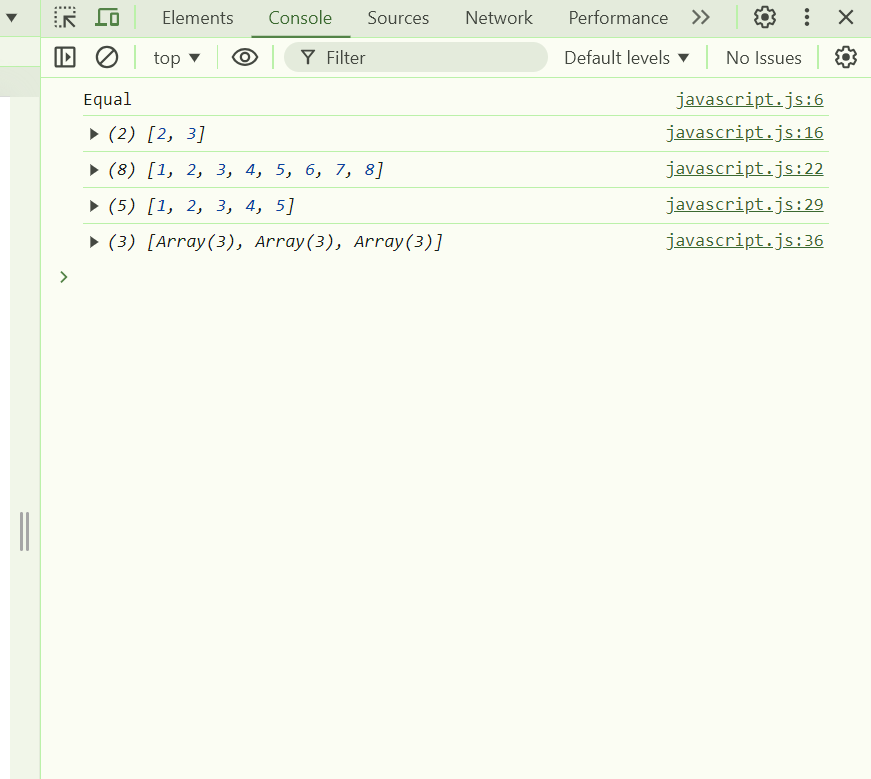 Elements Console Sources Network Performance
top Filter Default levels No Issues
Equal javascript.js:6
(2) [2, 3] javascript.js:16
(8) [1, 2, 3, 4, 5, 6, 7, 8] javascript.js:22
(5) [1, 2, 3, 4, 5] javascript.js:29
(3) [Array(3), Array(3), Array(3)] javascript.js:36